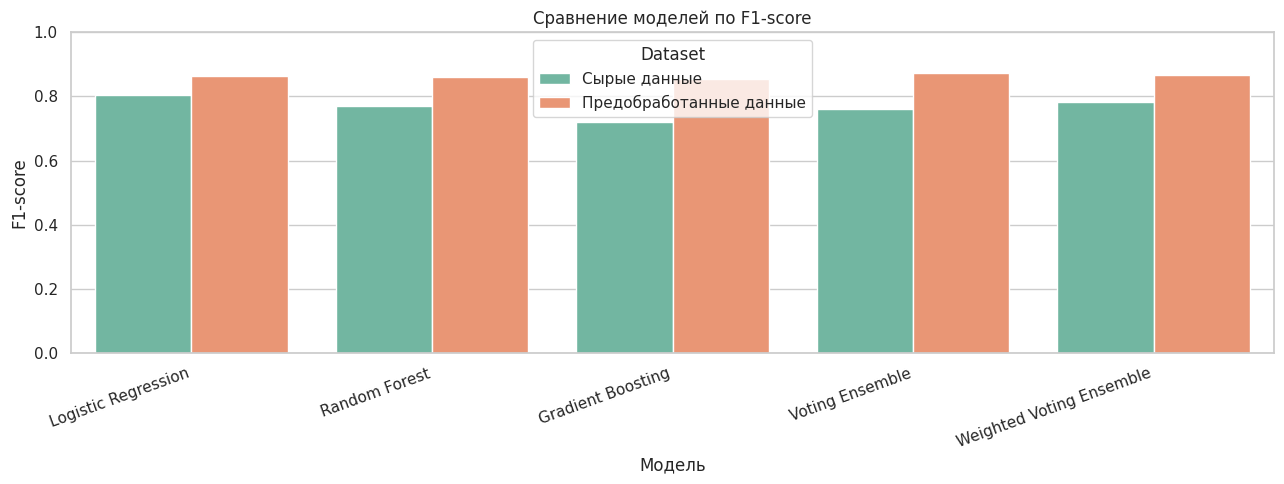 Сравнение моделей по F1-score
Dataset
Сырые данные
Предобработанные данные
F1-score
1.0
0.8
0.6
0.4
0.2
0.0
Logistic Regression
Random Forest
Gradient Boosting
Voting Ensemble
Weighted Voting Ensemble
Модель